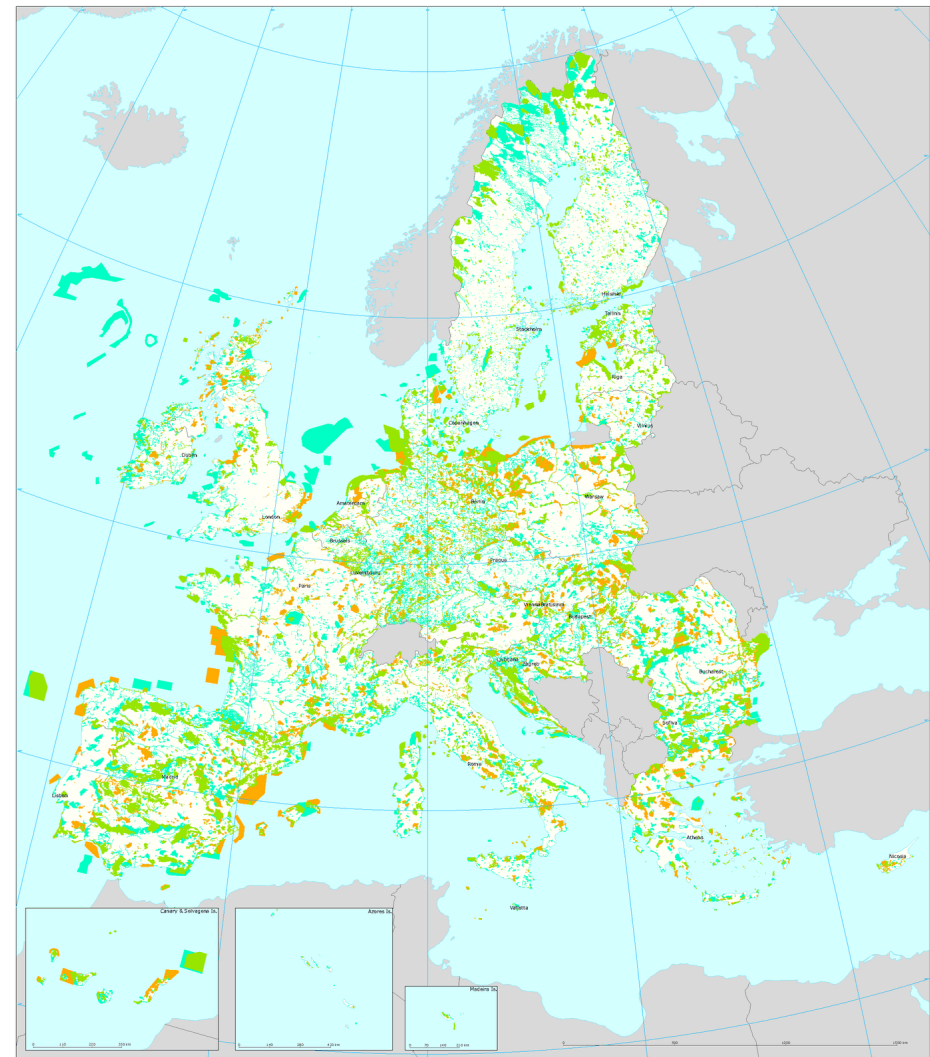 Helsinki
Tallinn
Stockholm
Riga
Copenhagen
Vilnius
Dublin
Berlin
Warsaw
Amsterdam
London
Brussels
Prague
Luxembourg
Paris
Vienna
Bratislava
Budapest
Ljubljana
Zagreb
Bucharest
Sofiya
Rome
Madrid
Lisbon
Athens
Nicosia
Valletta
Canary & Selvagens Is.
Azores Is.
Madeira Is.